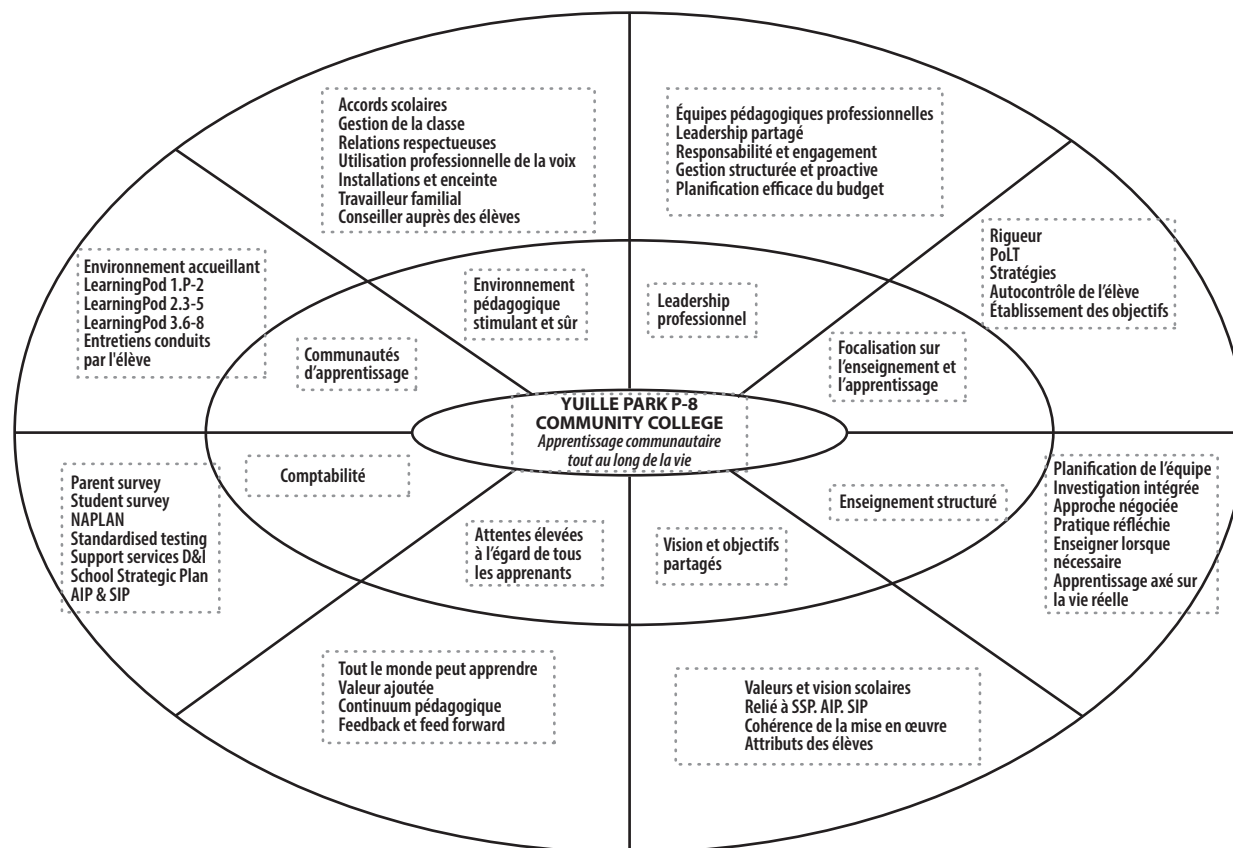 Accords scolaires
Gestion de la classe
Relations respectueuses
Utilisation professionnelle de la voix
Installations et enceinte
Travailleur familial
Conseiller auprès des élèves
Équipes pédagogiques professionnelles
Leadership partagé
Responsabilité et engagement
Gestion structurée et proactive
Planification efficace du budget
Rigueur
PoLT
Stratégies
Autocontrôle de l'élève
Établissement des objectifs
Environnement accueillant
LearningPod 1.P-2
LearningPod 2.3-5
LearningPod 3.6-8
Entretiens conduits
par l'élève
Environnement
pédagogique
stimulant et sûr
Leadership
professionnel
Communautés
d'apprentissage
Focalisation sur
l'enseignement et
l'apprentissage
YUILLE PARK P-8
COMMUNITY COLLEGE
Apprentissage communautaire
tout au long de la vie
Comptabilité
Enseignement structuré
Parent survey
Student survey
NAPLAN
Standardised testing
Support services D&I
School Strategic Plan
AIP & SIP
Attentes élevées
à l'égard de tous
les apprenants
Vision et objectifs
partagés
Planification de l'équipe
Investigation intégrée
Approche négociée
Pratique réfléchie
Enseigner lorsque
nécessaire
Apprentissage axé sur
la vie réelle
Tout le monde peut apprendre
Valeur ajoutée
Continuum pédagogique
Feedback et feed forward
Valeurs et vision scolaires
Relié à SSP. AIP. SIP
Cohérence de la mise en œuvre
Attributs des élèves